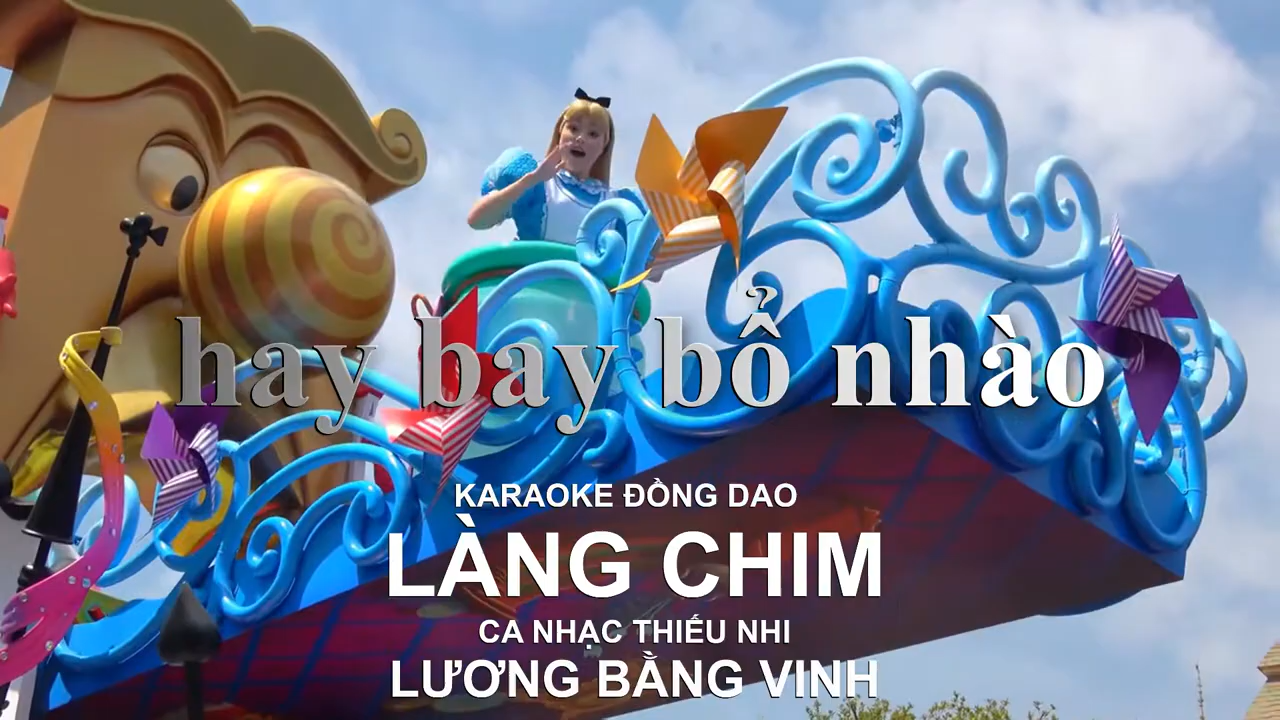 hay bay bổ nhào
KARAOKE ĐỒNG DAO
LÀNG CHIM
CA NHẠC THIẾU NHI
LƯƠNG BẰNG VINH